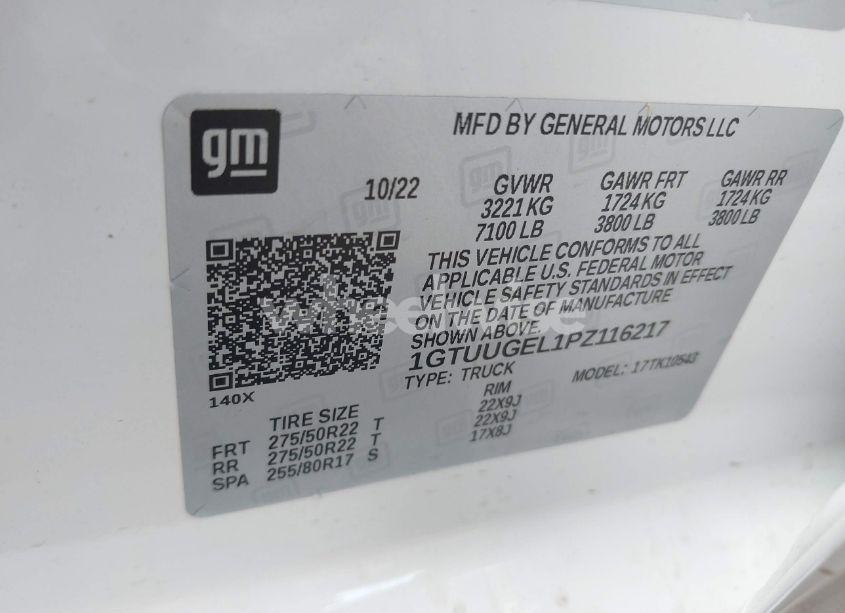 gm
MFD BY GENERAL MOTORS LLC
10/22
GVWR GAWR FRT GAWR RR
3221 KG 1724 KG 1724 KG
7100 LB 3800 LB 3800 LB
THIS VEHICLE CONFORMS TO ALL
APPLICABLE U.S. FEDERAL MOTOR
VEHICLE SAFETY STANDARDS IN EFFECT
ON THE DATE OF MANUFACTURE
SHOWN ABOVE.
1GTUUGEL1PZ116217
TYPE: TRUCK MODEL: 17TK10543
140X
TIRE SIZE RIM
FRT 275/50R22 T 22X9J
RR 275/50R22 T 22X9J
SPA 255/80R17 S 17X8J